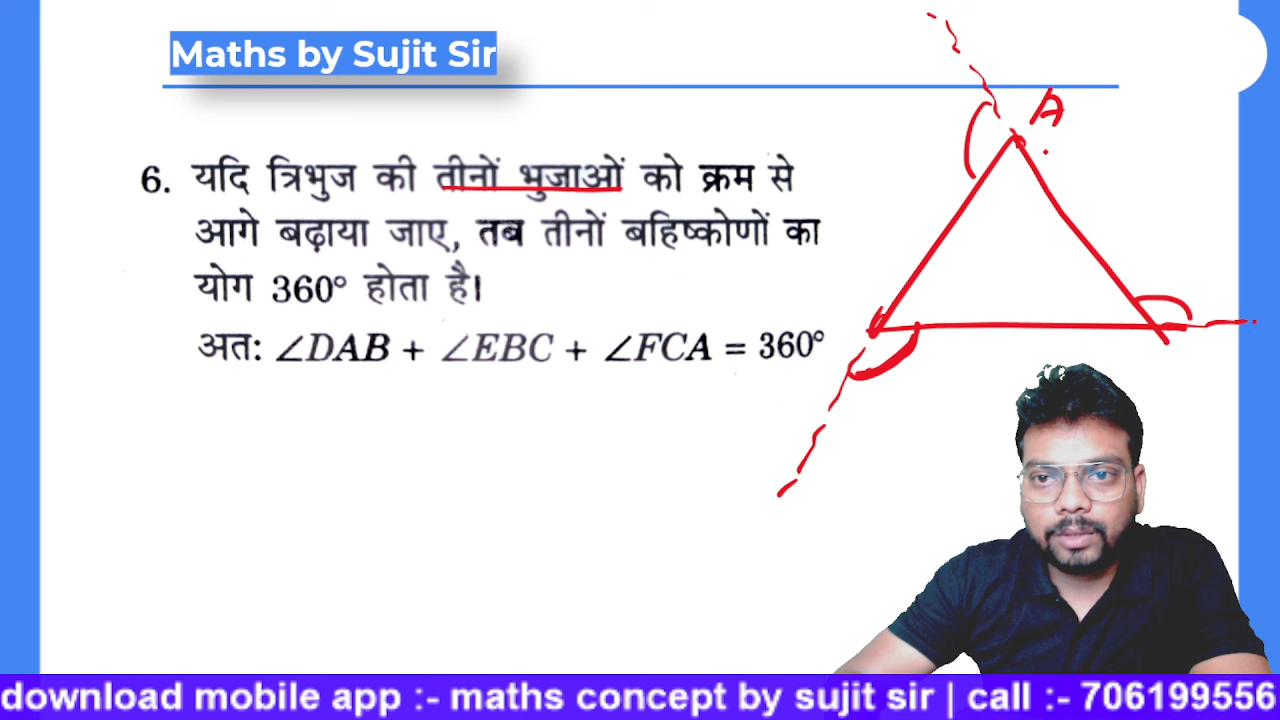 Maths by Sujit Sir
A
6. यदि त्रिभुज की तीनों भुजाओं को क्रम से
आगे बढ़ाया जाए, तब तीनों बहिष्कोणों का
योग 360° होता है।
अत: ∠DAB + ∠EBC + ∠FCA = 360°
download mobile app :- maths concept by sujit sir | call :- 706199556